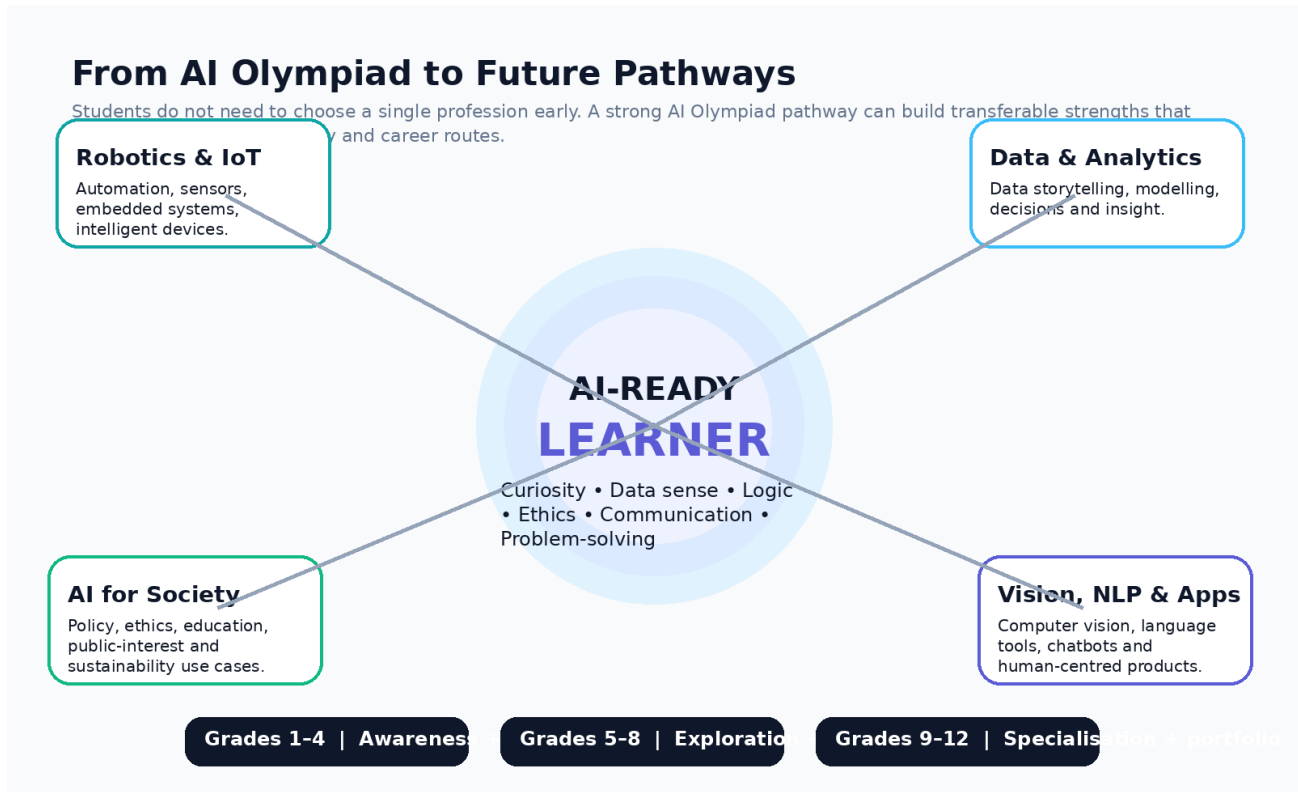 From AI Olympiad to Future Pathways
Students do not need to choose a single profession early. A strong AI Olympiad pathway can build transferable strengths that
and career routes.
Robotics & IoT
Automation, sensors,
embedded systems,
intelligent devices.
Data & Analytics
Data storytelling, modelling,
decisions and insight.
AI-READY
LEARNER
Curiosity • Data sense • Logic
• Ethics • Communication •
Problem-solving
AI for Society
Policy, ethics, education,
public-interest and
sustainability use cases.
Vision, NLP & Apps
Computer vision, language
tools, chatbots and
human-centred products.
Grades 1–4 | Awareness
Grades 5–8 | Exploration
Grades 9–12 | Specialisation + portfolio